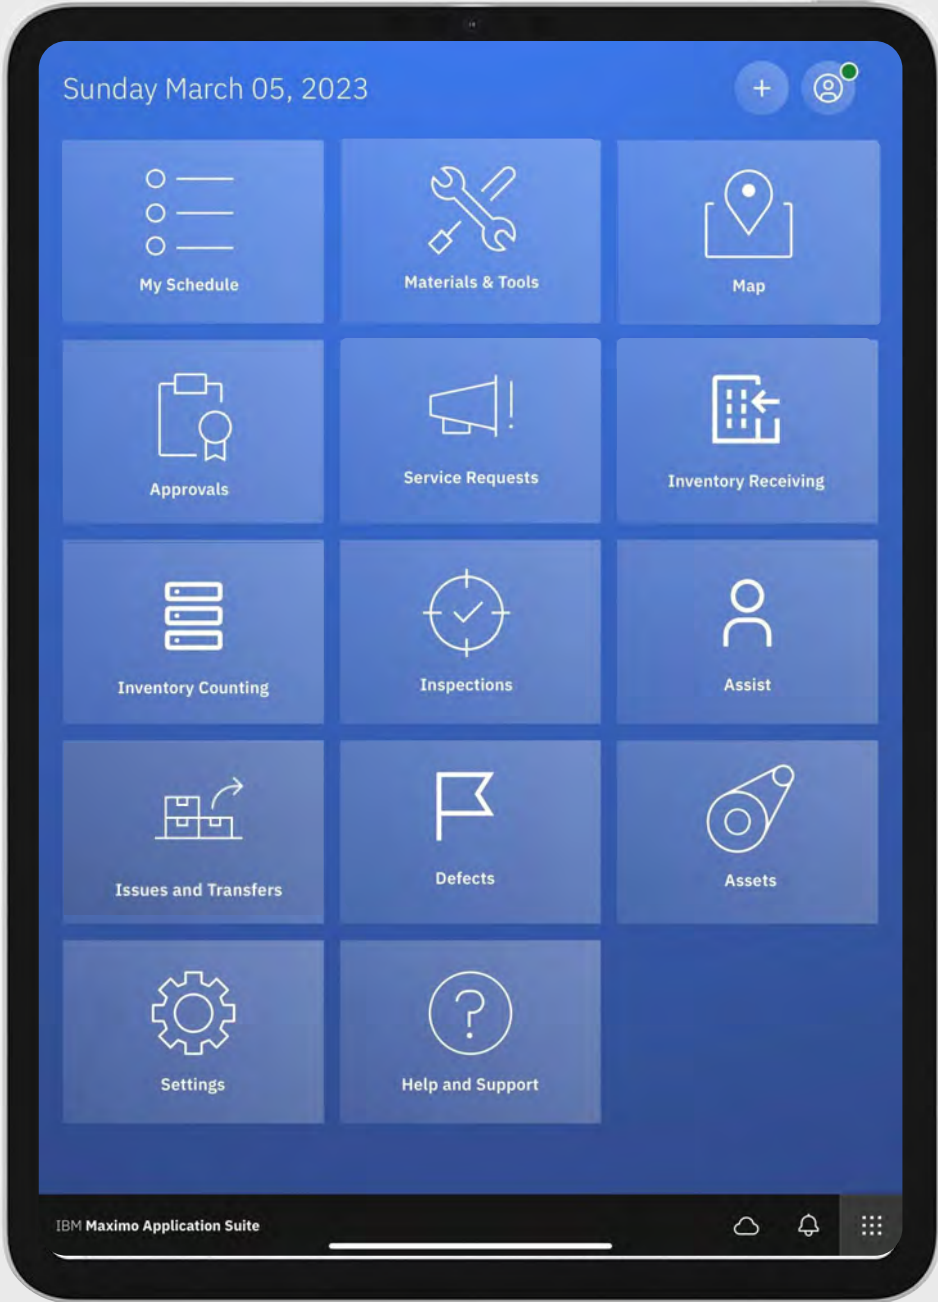 Sunday March 05, 2023
My Schedule
Materials & Tools
Map
Approvals
Service Requests
Inventory Receiving
Inventory Counting
Inspections
Assist
Issues and Transfers
Defects
Assets
Settings
Help and Support
IBM Maximo Application Suite